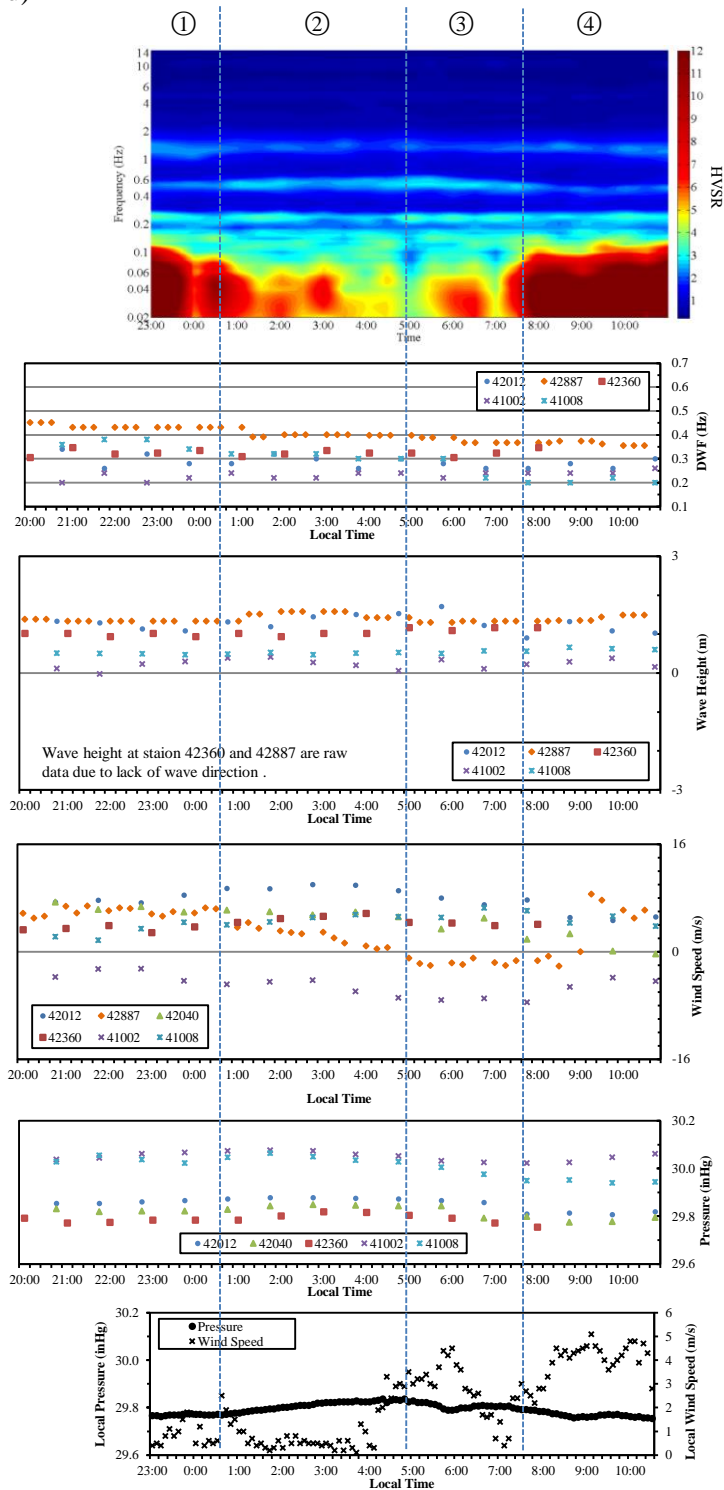 ① ② ③ ④
14
10
6
4
2
1
0.6
0.4
0.2
0.1
0.06
0.04
0.02
Frequency (Hz)
23:00 0:00 1:00 2:00 3:00 4:00 5:00 6:00 7:00 8:00 9:00 10:00
Time
12
11
10
9
8
7
6
5
4
3
2
1
HVSR
42012 42887 42360
41002 41008
0.7
0.6
0.5
0.4
0.3
0.2
0.1
DWF (Hz)
20:00 21:00 22:00 23:00 0:00 1:00 2:00 3:00 4:00 5:00 6:00 7:00 8:00 9:00 10:00
Local Time
3
0
-3
Wave Height (m)
Wave height at staion 42360 and 42887 are raw
data due to lack of wave direction .
42012 42887 42360
41002 41008
20:00 21:00 22:00 23:00 0:00 1:00 2:00 3:00 4:00 5:00 6:00 7:00 8:00 9:00 10:00
Local Time
16
0
-16
Wind Speed (m/s)
42012 42887 42040
42360 41002 41008
20:00 21:00 22:00 23:00 0:00 1:00 2:00 3:00 4:00 5:00 6:00 7:00 8:00 9:00 10:00
Local Time
30.2
30.0
29.8
29.6
Pressure (inHg)
42012 42040 42360 41002 41008
20:00 21:00 22:00 23:00 0:00 1:00 2:00 3:00 4:00 5:00 6:00 7:00 8:00 9:00 10:00
Local Time
Pressure
Wind Speed
30.2
30.0
29.8
29.6
Local Pressure (inHg)
6
5
4
3
2
1
0
Local Wind Speed (m/s)
23:00 0:00 1:00 2:00 3:00 4:00 5:00 6:00 7:00 8:00 9:00 10:00
Local Time